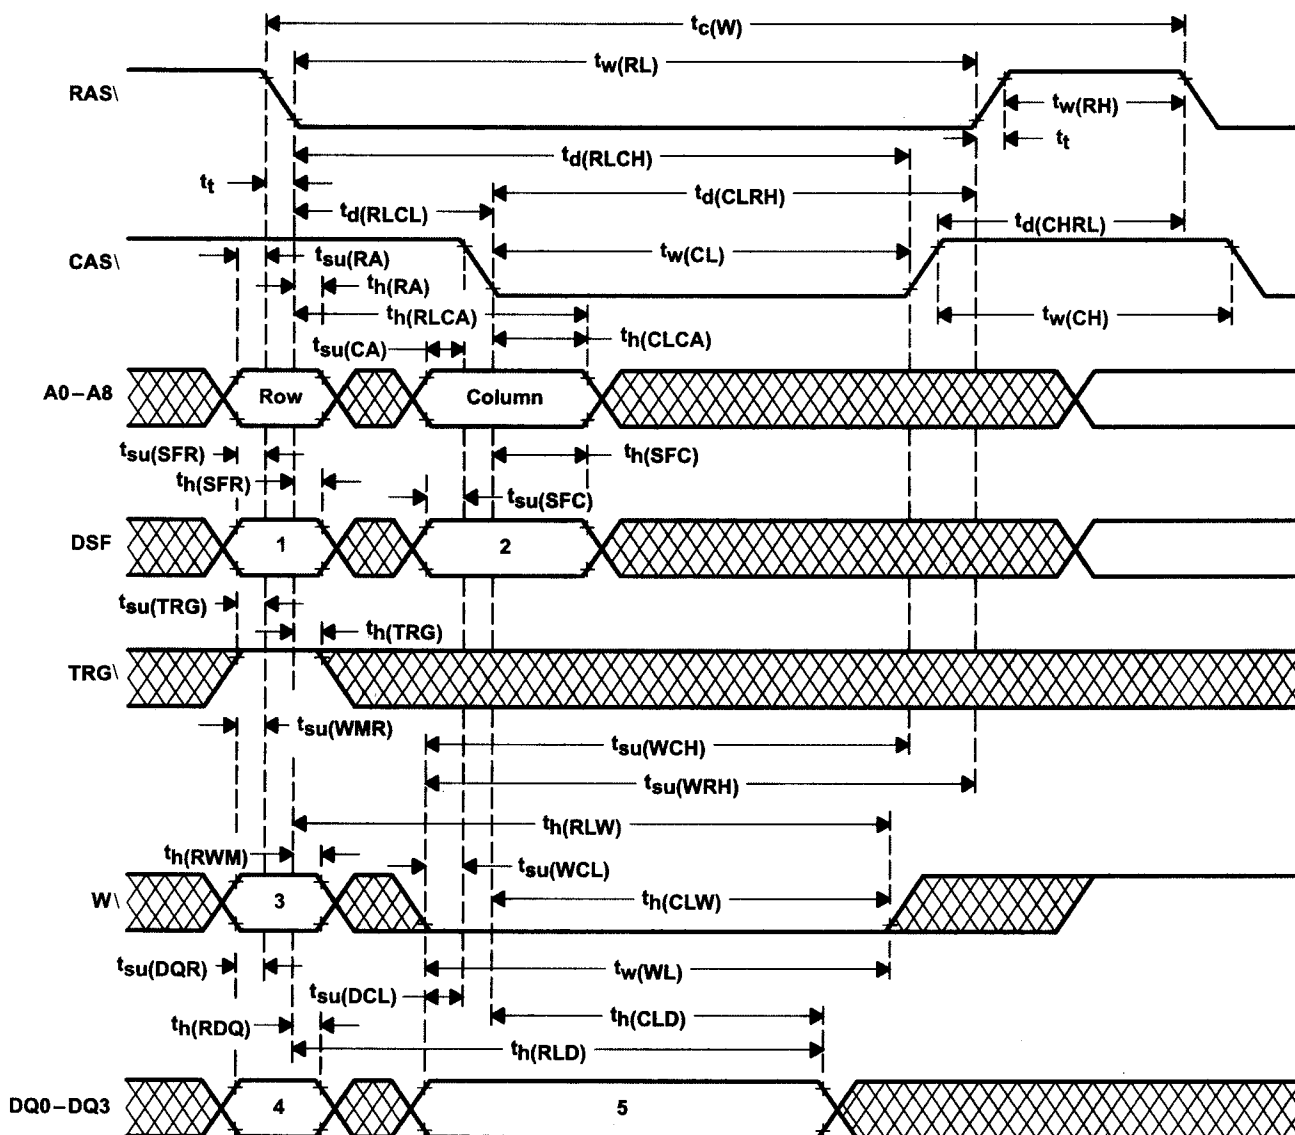 tc(W)
tw(RL)
RAS\
tw(RH)
tt
td(RLCH)
tt
td(CLRH)
td(RLCL)
td(CHRL)
CAS\
tsu(RA)
tw(CL)
th(RA)
th(RLCA)
tw(CH)
tsu(CA)
th(CLCA)
A0–A8
Row
Column
tsu(SFR)
th(SFC)
th(SFR)
tsu(SFC)
DSF
1
2
tsu(TRG)
th(TRG)
TRG\
tsu(WMR)
tsu(WCH)
tsu(WRH)
th(RLW)
th(RWM)
tsu(WCL)
W\
3
th(CLW)
tsu(DQR)
tw(WL)
tsu(DCL)
th(CLD)
th(RDQ)
th(RLD)
DQ0–DQ3
4
5